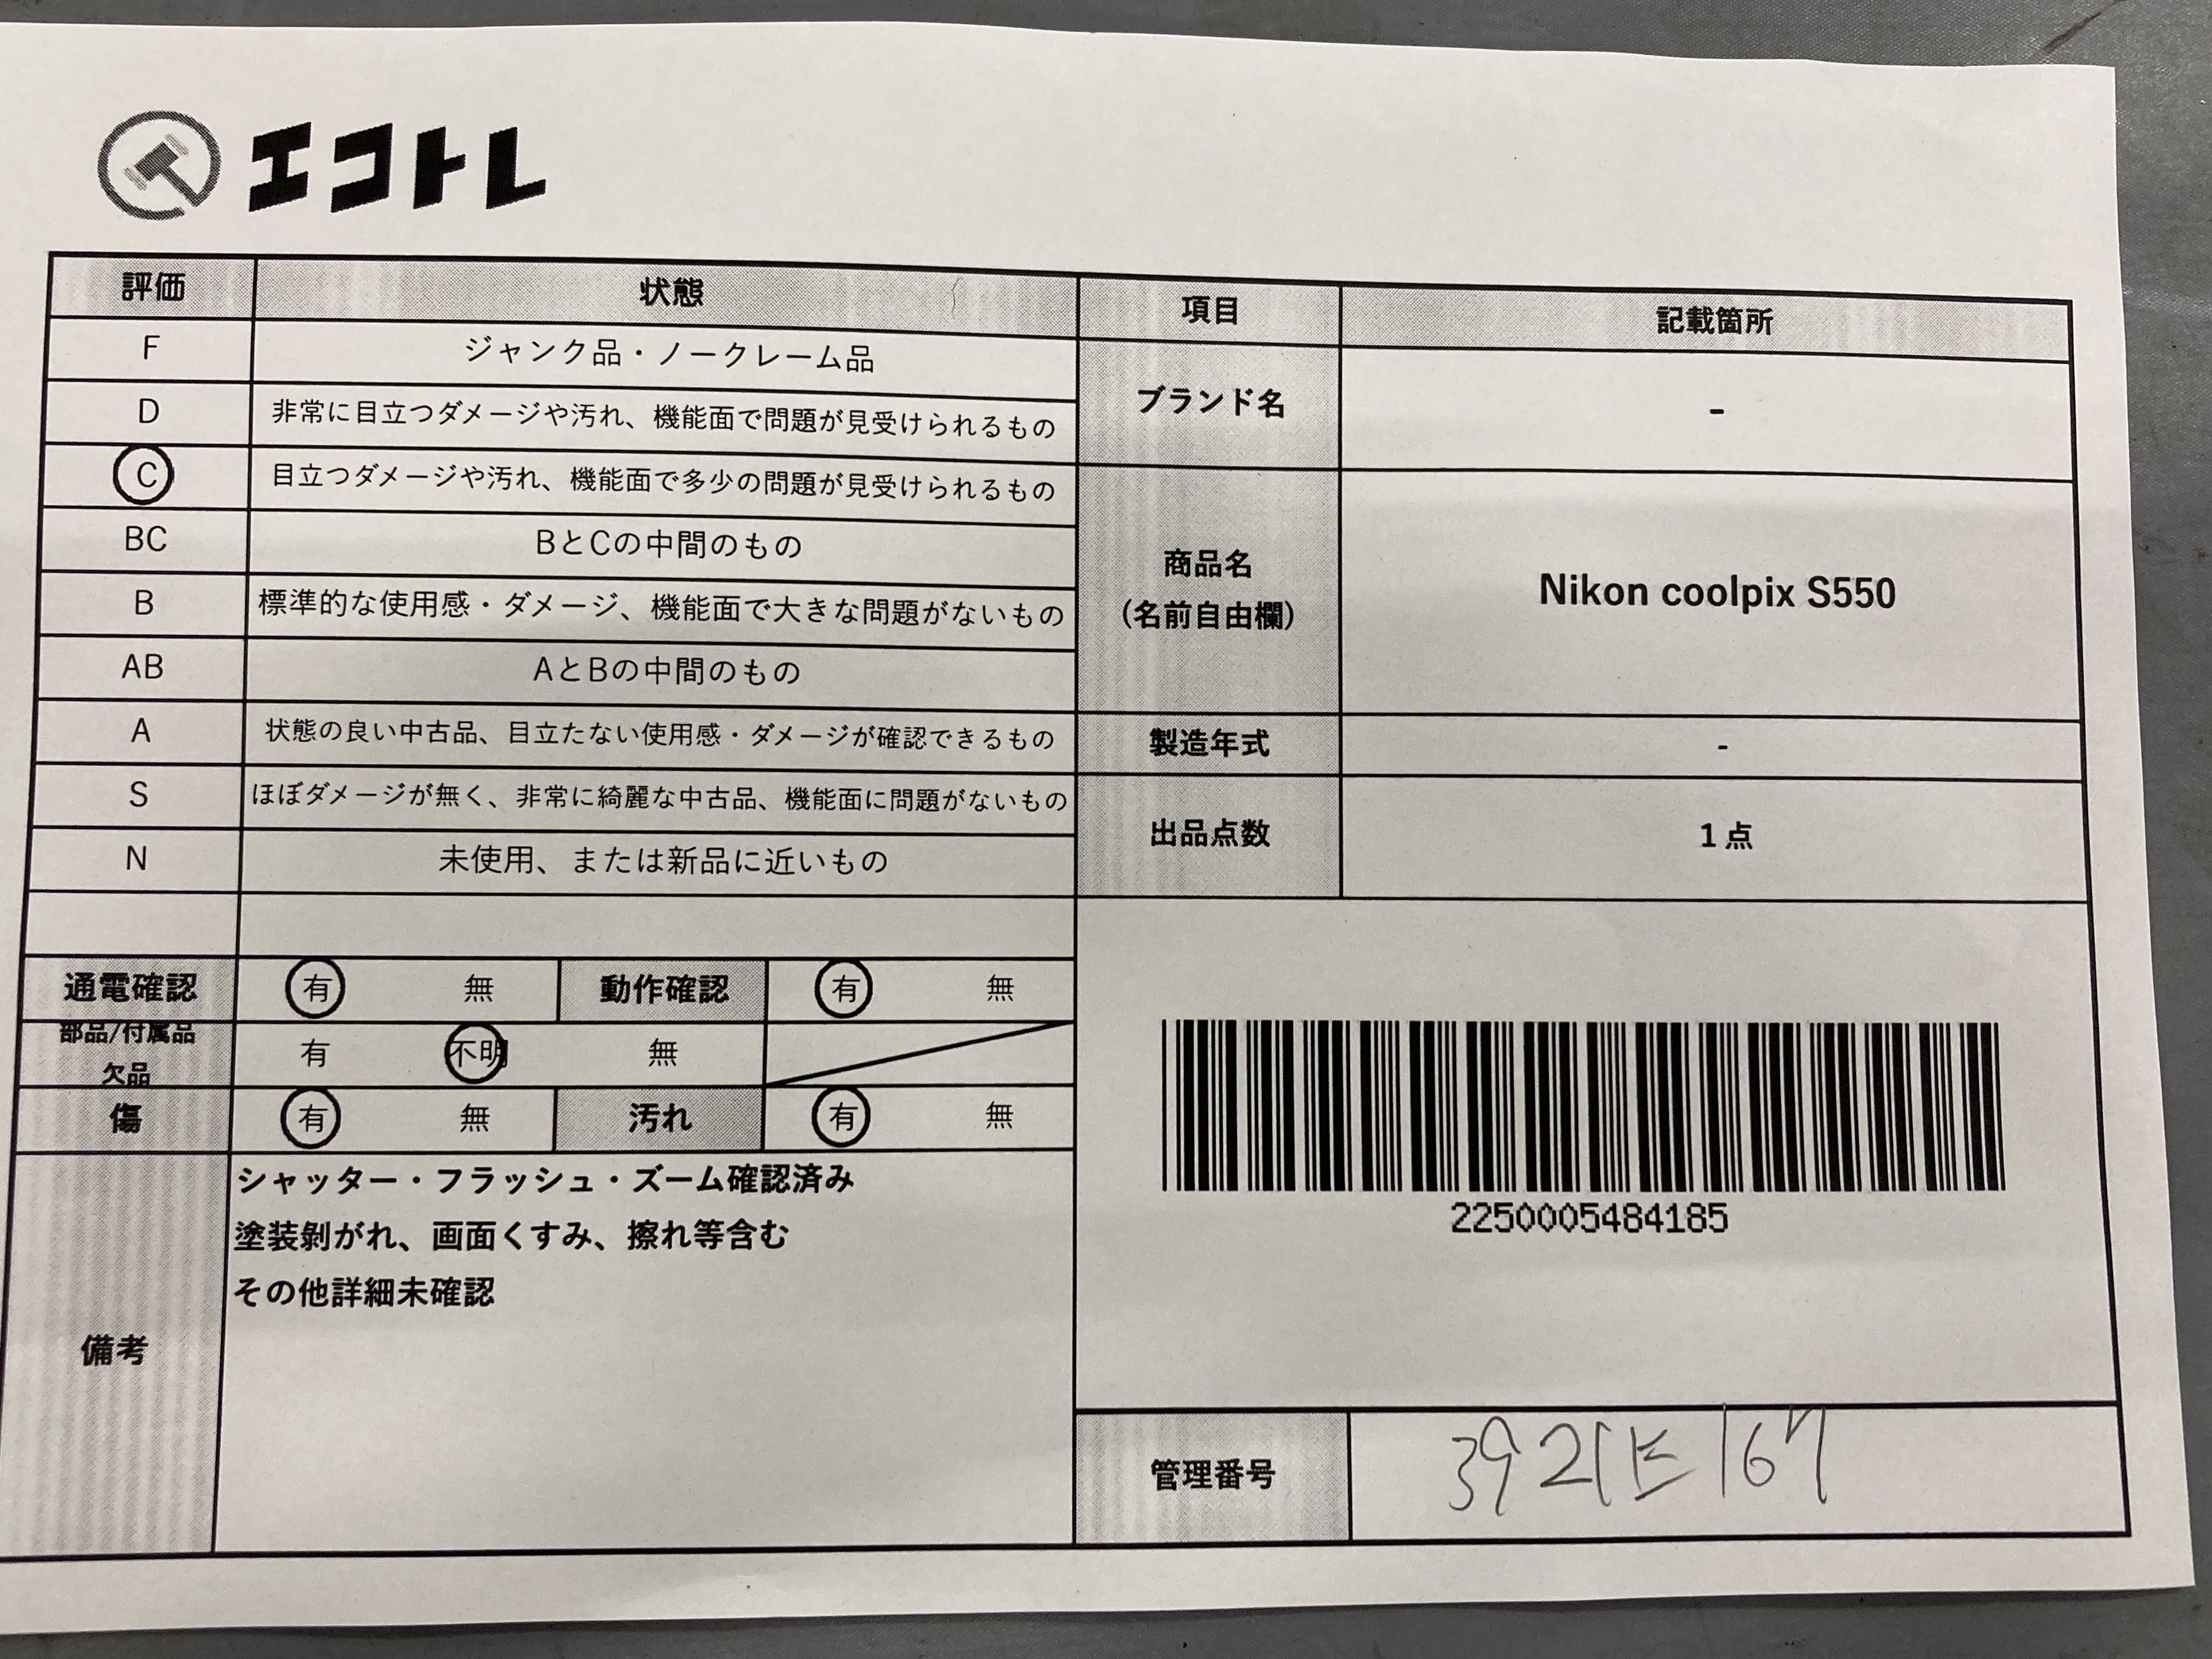 エコトレ
評価 状態
F ジャンク品・ノークレーム品
D 非常に目立つダメージや汚れ、機能面で問題が見受けられるもの
C 目立つダメージや汚れ、機能面で多少の問題が見受けられるもの
BC BとCの中間のもの
B 標準的な使用感・ダメージ、機能面で大きな問題がないもの
AB AとBの中間のもの
A 状態の良い中古品、目立たない使用感・ダメージが確認できるもの
S ほぼダメージが無く、非常に綺麗な中古品、機能面に問題がないもの
N 未使用、または新品に近いもの
通電確認 有 無 動作確認 有 無
部品/付属品
欠品 有 不明 無
傷 有 無 汚れ 有 無
備考
シャッター・フラッシュ・ズーム確認済み
塗装剝がれ、画面くすみ、擦れ等含む
その他詳細未確認
項目 記載箇所
ブランド名 -
商品名
(名前自由欄)
Nikon coolpix S550
製造年式 -
出品点数 1点
2250005484185
管理番号 3921E167